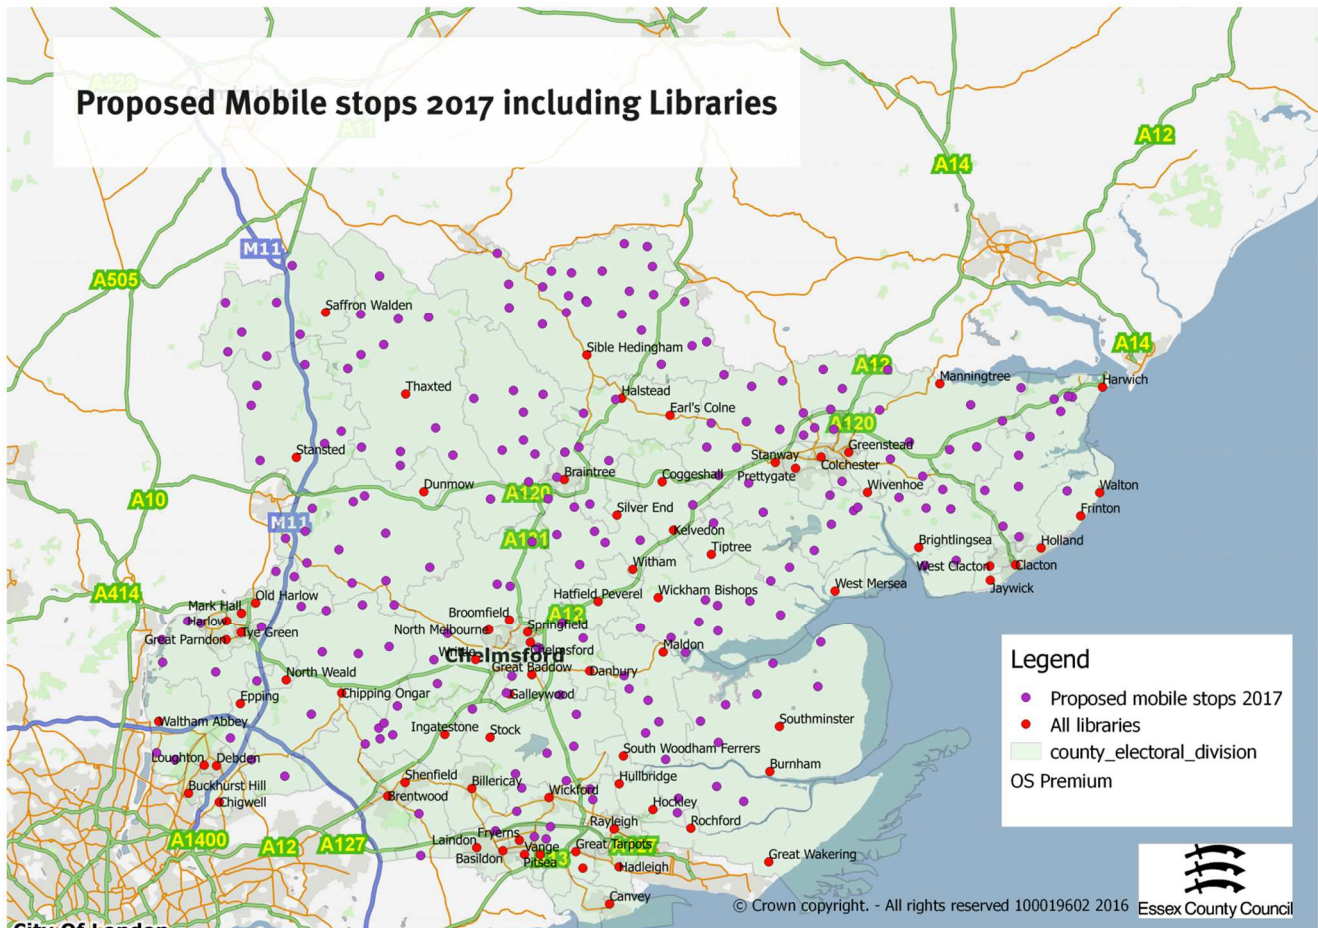 A428
Cambridge
A11
Proposed Mobile stops 2017 including Libraries
A12
A14
M11
A505
Saffron Walden
Sible Hedingham
A14
A12
Manningtree
Harwich
Thaxted
Halstead
Earl's Colne
A120
Greenstead
Stansted
Stanway
Colchester
Braintree
Coggeshall
Prettygate
Dunmow
A120
Wivenhoe
Walton
A10
Silver End
Frinton
M11
Kelvedon
A131
Tiptree
Brightlingsea
Holland
Witham
West Clacton
Clacton
West Mersea
Jaywick
A414
Old Harlow
Hatfield Peverel
Wickham Bishops
Mark Hall
Harlow
Broomfield
A12
Great Parndon
Tye Green
North Melbourne
Springfield
Maldon
Writtle
Chelmsford
Chelmsford
Great Baddow
Danbury
North Weald
Epping
Chipping Ongar
Galleywood
Waltham Abbey
Southminster
Ingatestone
Stock
South Woodham Ferrers
Loughton
Debden
Burnham
Shenfield
Billericay
Hullbridge
Buckhurst Hill
Brentwood
Wickford
Chigwell
Hockley
Rayleigh
Rochford
A1400
A12
A127
Laindon
Fryerns
Vange
Great Tarpots
Basildon
Pitsea
Great Wakering
Hadleigh
Canvey
Legend
Proposed mobile stops 2017
All libraries
county_electoral_division
OS Premium
© Crown copyright. - All rights reserved 100019602 2016
Essex County Council
City Of London